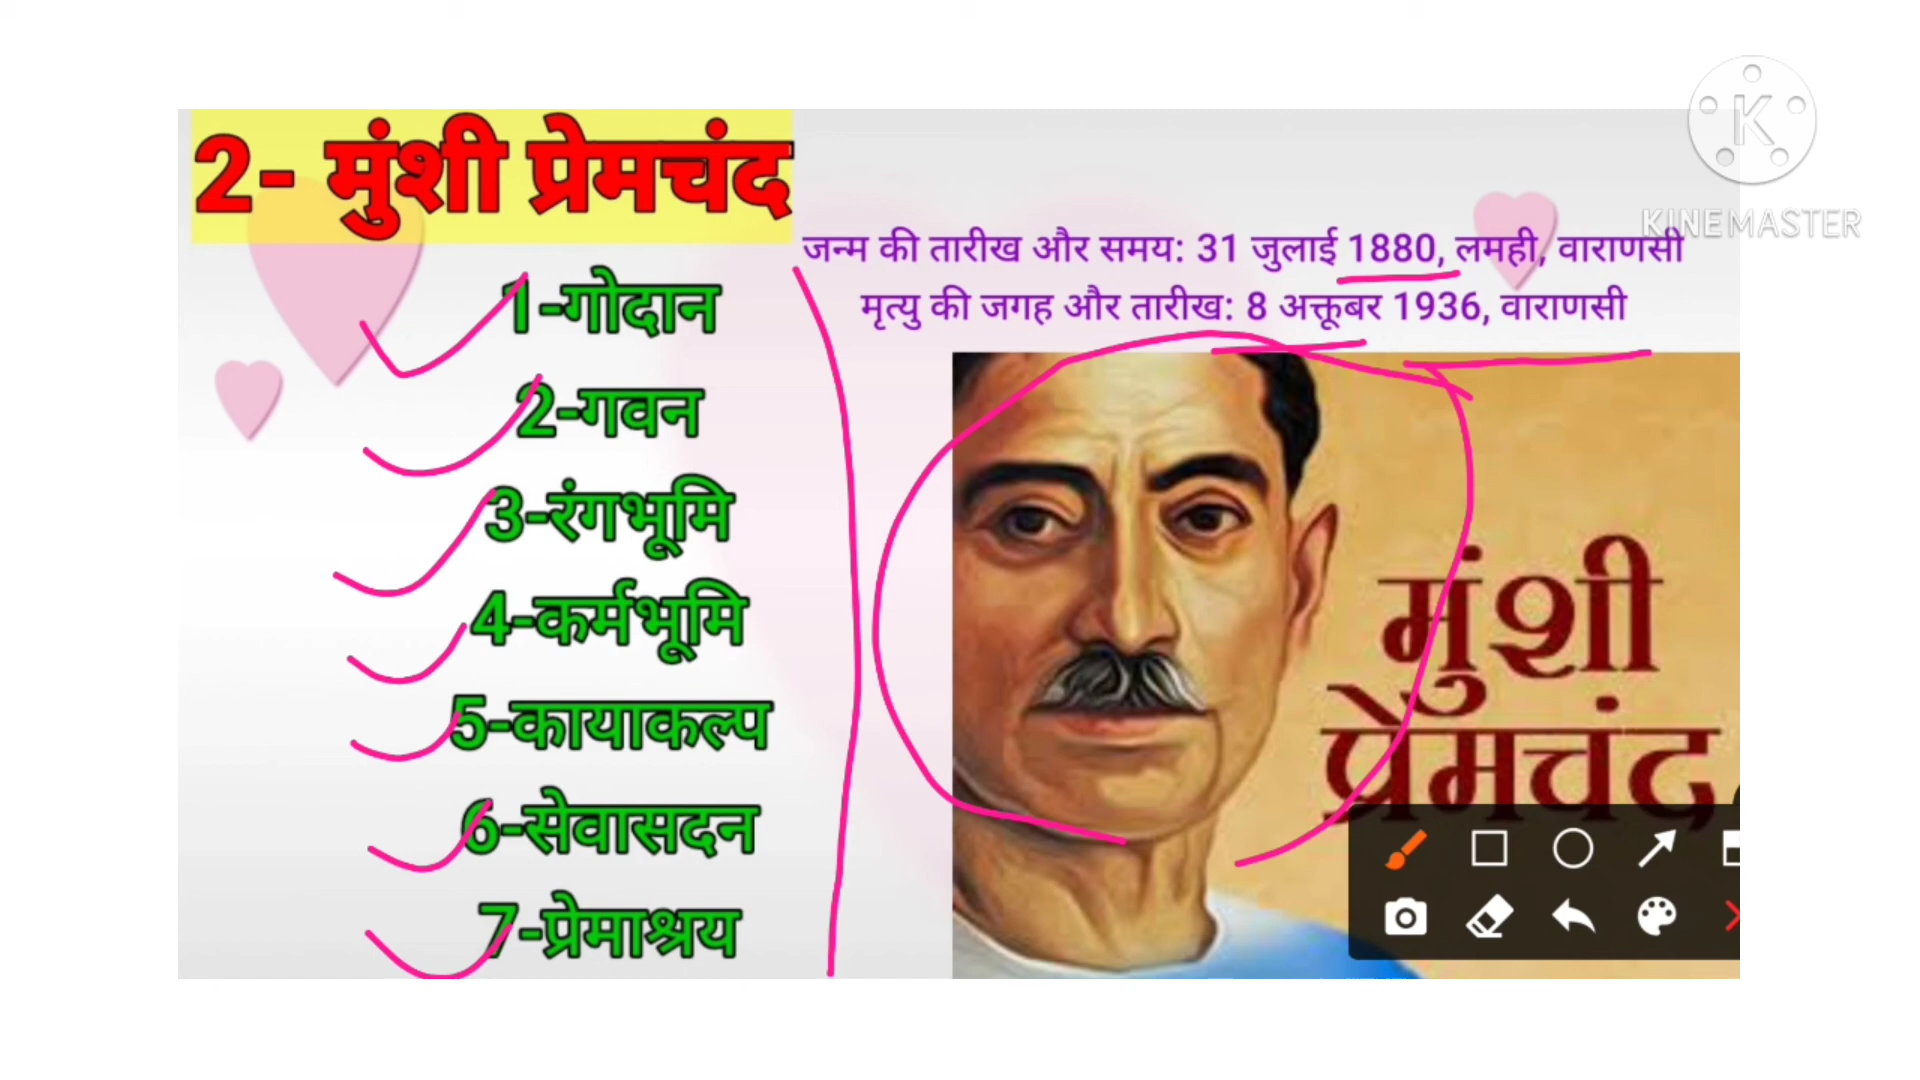 2- मुंशी प्रेमचंद
KINEMASTER
जन्म की तारीख और समय: 31 जुलाई 1880, लमही, वाराणसी
मृत्यु की जगह और तारीख: 8 अक्तूबर 1936, वाराणसी
1-गोदान
2-गवन
3-रंगभूमि
4-कर्मभूमि
5-कायाकल्प
6-सेवासदन
7-प्रेमाश्रय
मुंशी
प्रेमचंद